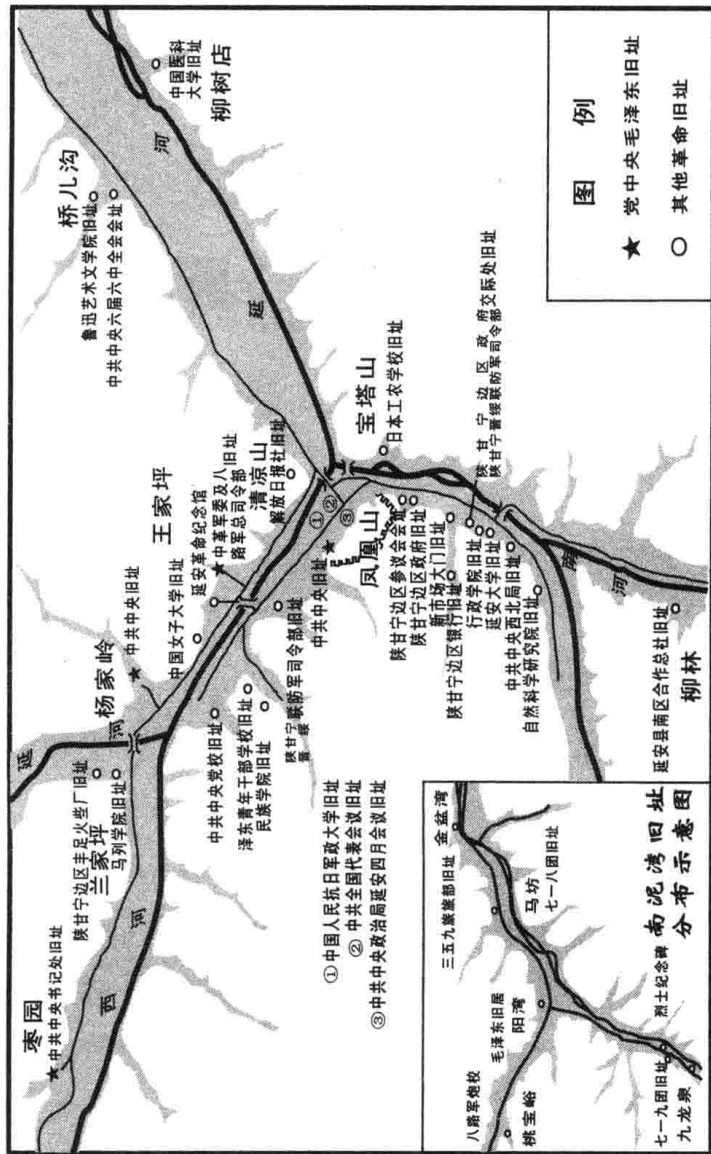 枣园
中共中央书记处旧址
西
河
兰家坪
陕甘宁边区丰足火柴厂旧址
马列学院旧址
延
河
杨家岭
中共中央旧址
中国女子大学旧址
王家坪
延安革命纪念馆
中革军委及八
路军总司令部
旧址
清凉山
解放日报社旧址
桥儿沟
鲁迅艺术文学院旧址
中共中央六届六中全会会址
中国医科
大学旧址
柳树店
延
河
中共中央党校旧址
泽东青年干部学校旧址
民族学院旧址
陕甘宁
晋绥
联防军司令部旧址
中共中央旧址
①
②
③
凤凰山
宝塔山
日本工农学校旧址
陕甘宁边区参议会会址
陕甘宁边区政府旧址
新市场大门旧址
陕甘宁边区银行旧址
行政学院旧址
延安大学旧址
中共中央西北局旧址
自然科学研究院旧址
陕甘宁边区政府交际处旧址
陕甘宁晋绥联防军司令部
南
河
延安县南区合作总社旧址
柳林
①中国人民抗日军政大学旧址
②中共全国代表会议旧址
③中共中央政治局延安四月会议旧址
图例
★ 党中央毛泽东旧址
○ 其他革命旧址
南泥湾旧址
分布示意图
金盆湾
三五九旅旅部旧址
马坊
七一八团旧址
毛泽东旧居
阳湾
八路军炮校
桃宝峪
烈士纪念碑
七一九团旧址
九龙泉